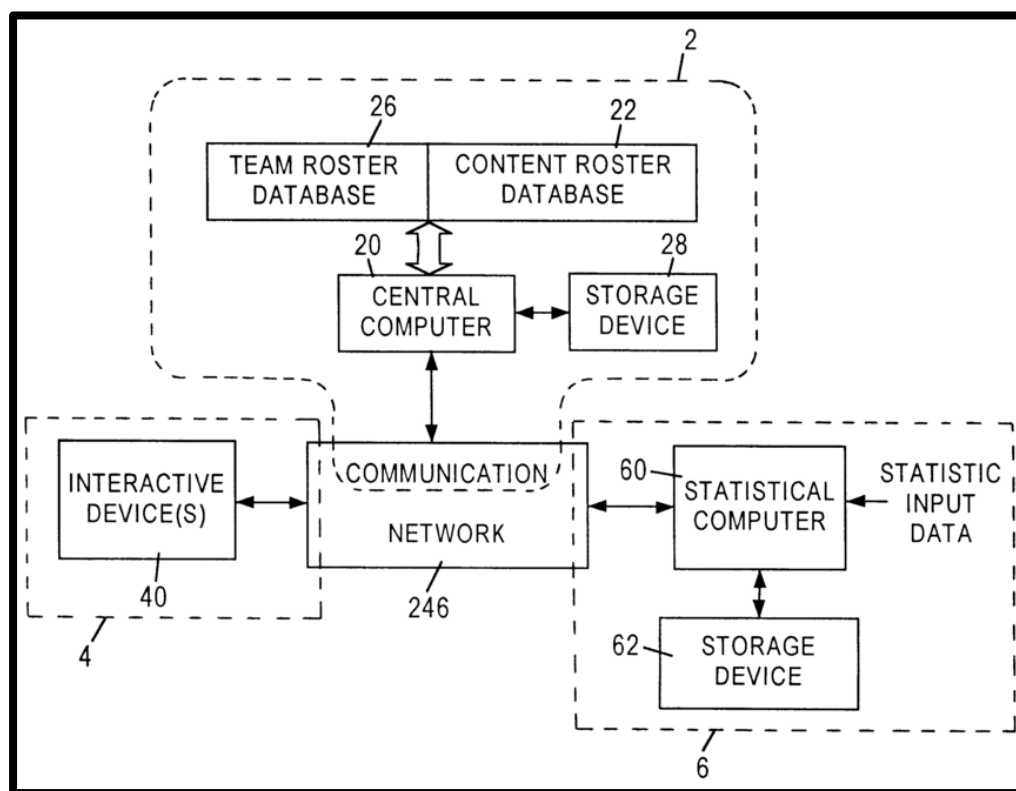 2
26
22
TEAM ROSTER
DATABASE
CONTENT ROSTER
DATABASE
20
28
CENTRAL
COMPUTER
STORAGE
DEVICE
INTERACTIVE
DEVICE(S)
40
4
COMMUNICATION
NETWORK
246
60
STATISTICAL
COMPUTER
STATISTIC
INPUT
DATA
62
STORAGE
DEVICE
6